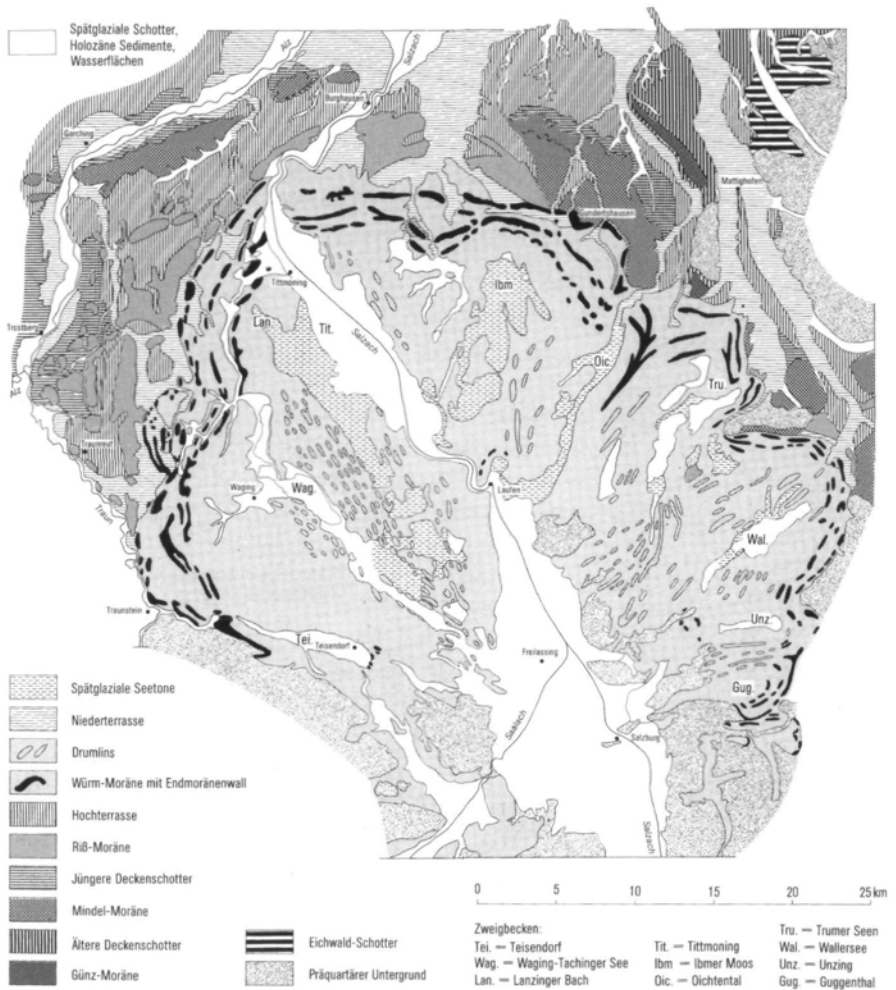 Spätglaziale Schotter,
Holozäne Sedimente,
Wasserflächen
Alz
Salzach
Burghausen
Garching
Mattighofen
Tittmoning
Ibm
Lan.
Tit.
Salzach
Trostberg
Oic.
Tru.
Alz
Waging
Wag.
Laufen
Traun
Wal.
Traunstein
Unz.
Tei.
Teisendorf
Freilassing
Gug.
Saalach
Salzburg
Salzach
Spätglaziale Seetone
Niederterrasse
Drumlins
Würm-Moräne mit Endmoränenwall
Hochterrasse
Riß-Moräne
Jüngere Deckenschotter
Mindel-Moräne
Ältere Deckenschotter
Günz-Moräne
Eichwald-Schotter
Präquartärer Untergrund
0 5 10 15 20 25 km
Zweigbecken:
Tei. — Teisendorf
Wag. — Waging-Tachinger See
Lan. — Lanzinger Bach
Tit. — Tittmoning
Ibm — Ibmer Moos
Oic. — Oichtental
Tru. — Trumer Seen
Wal. — Wallersee
Unz. — Unzing
Gug. — Guggenthal